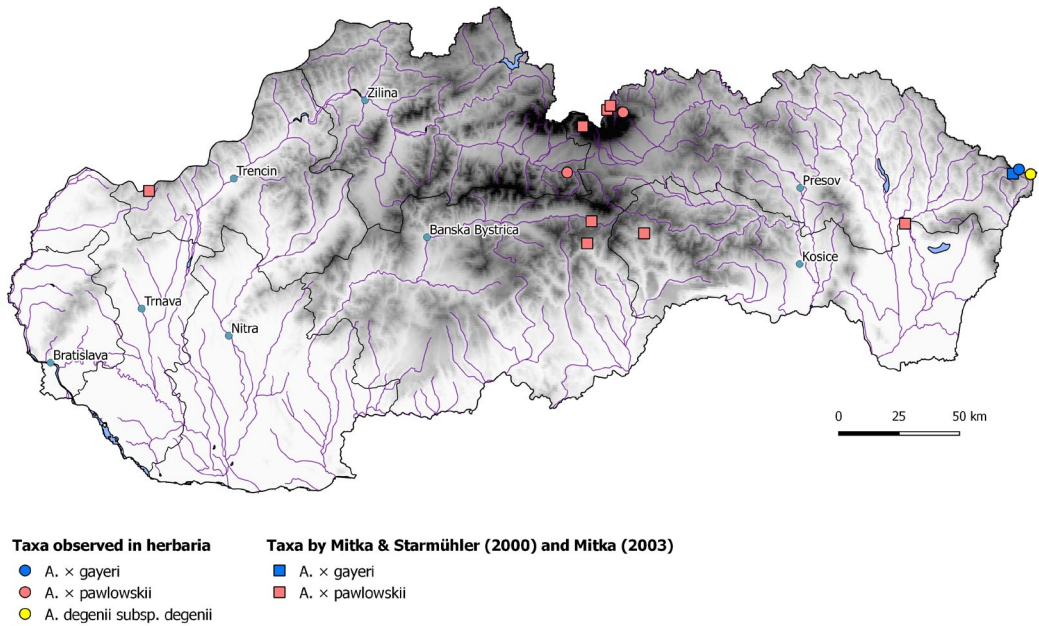 Zilina
Trencin
Presov
Banska Bystrica
Kosice
Trnava
Nitra
Bratislava
0 25 50 km
Taxa observed in herbaria
A. × gayeri
A. × pawlowskii
A. degenii subsp. degenii
Taxa by Mitka & Starmühler (2000) and Mitka (2003)
A. × gayeri
A. × pawlowskii